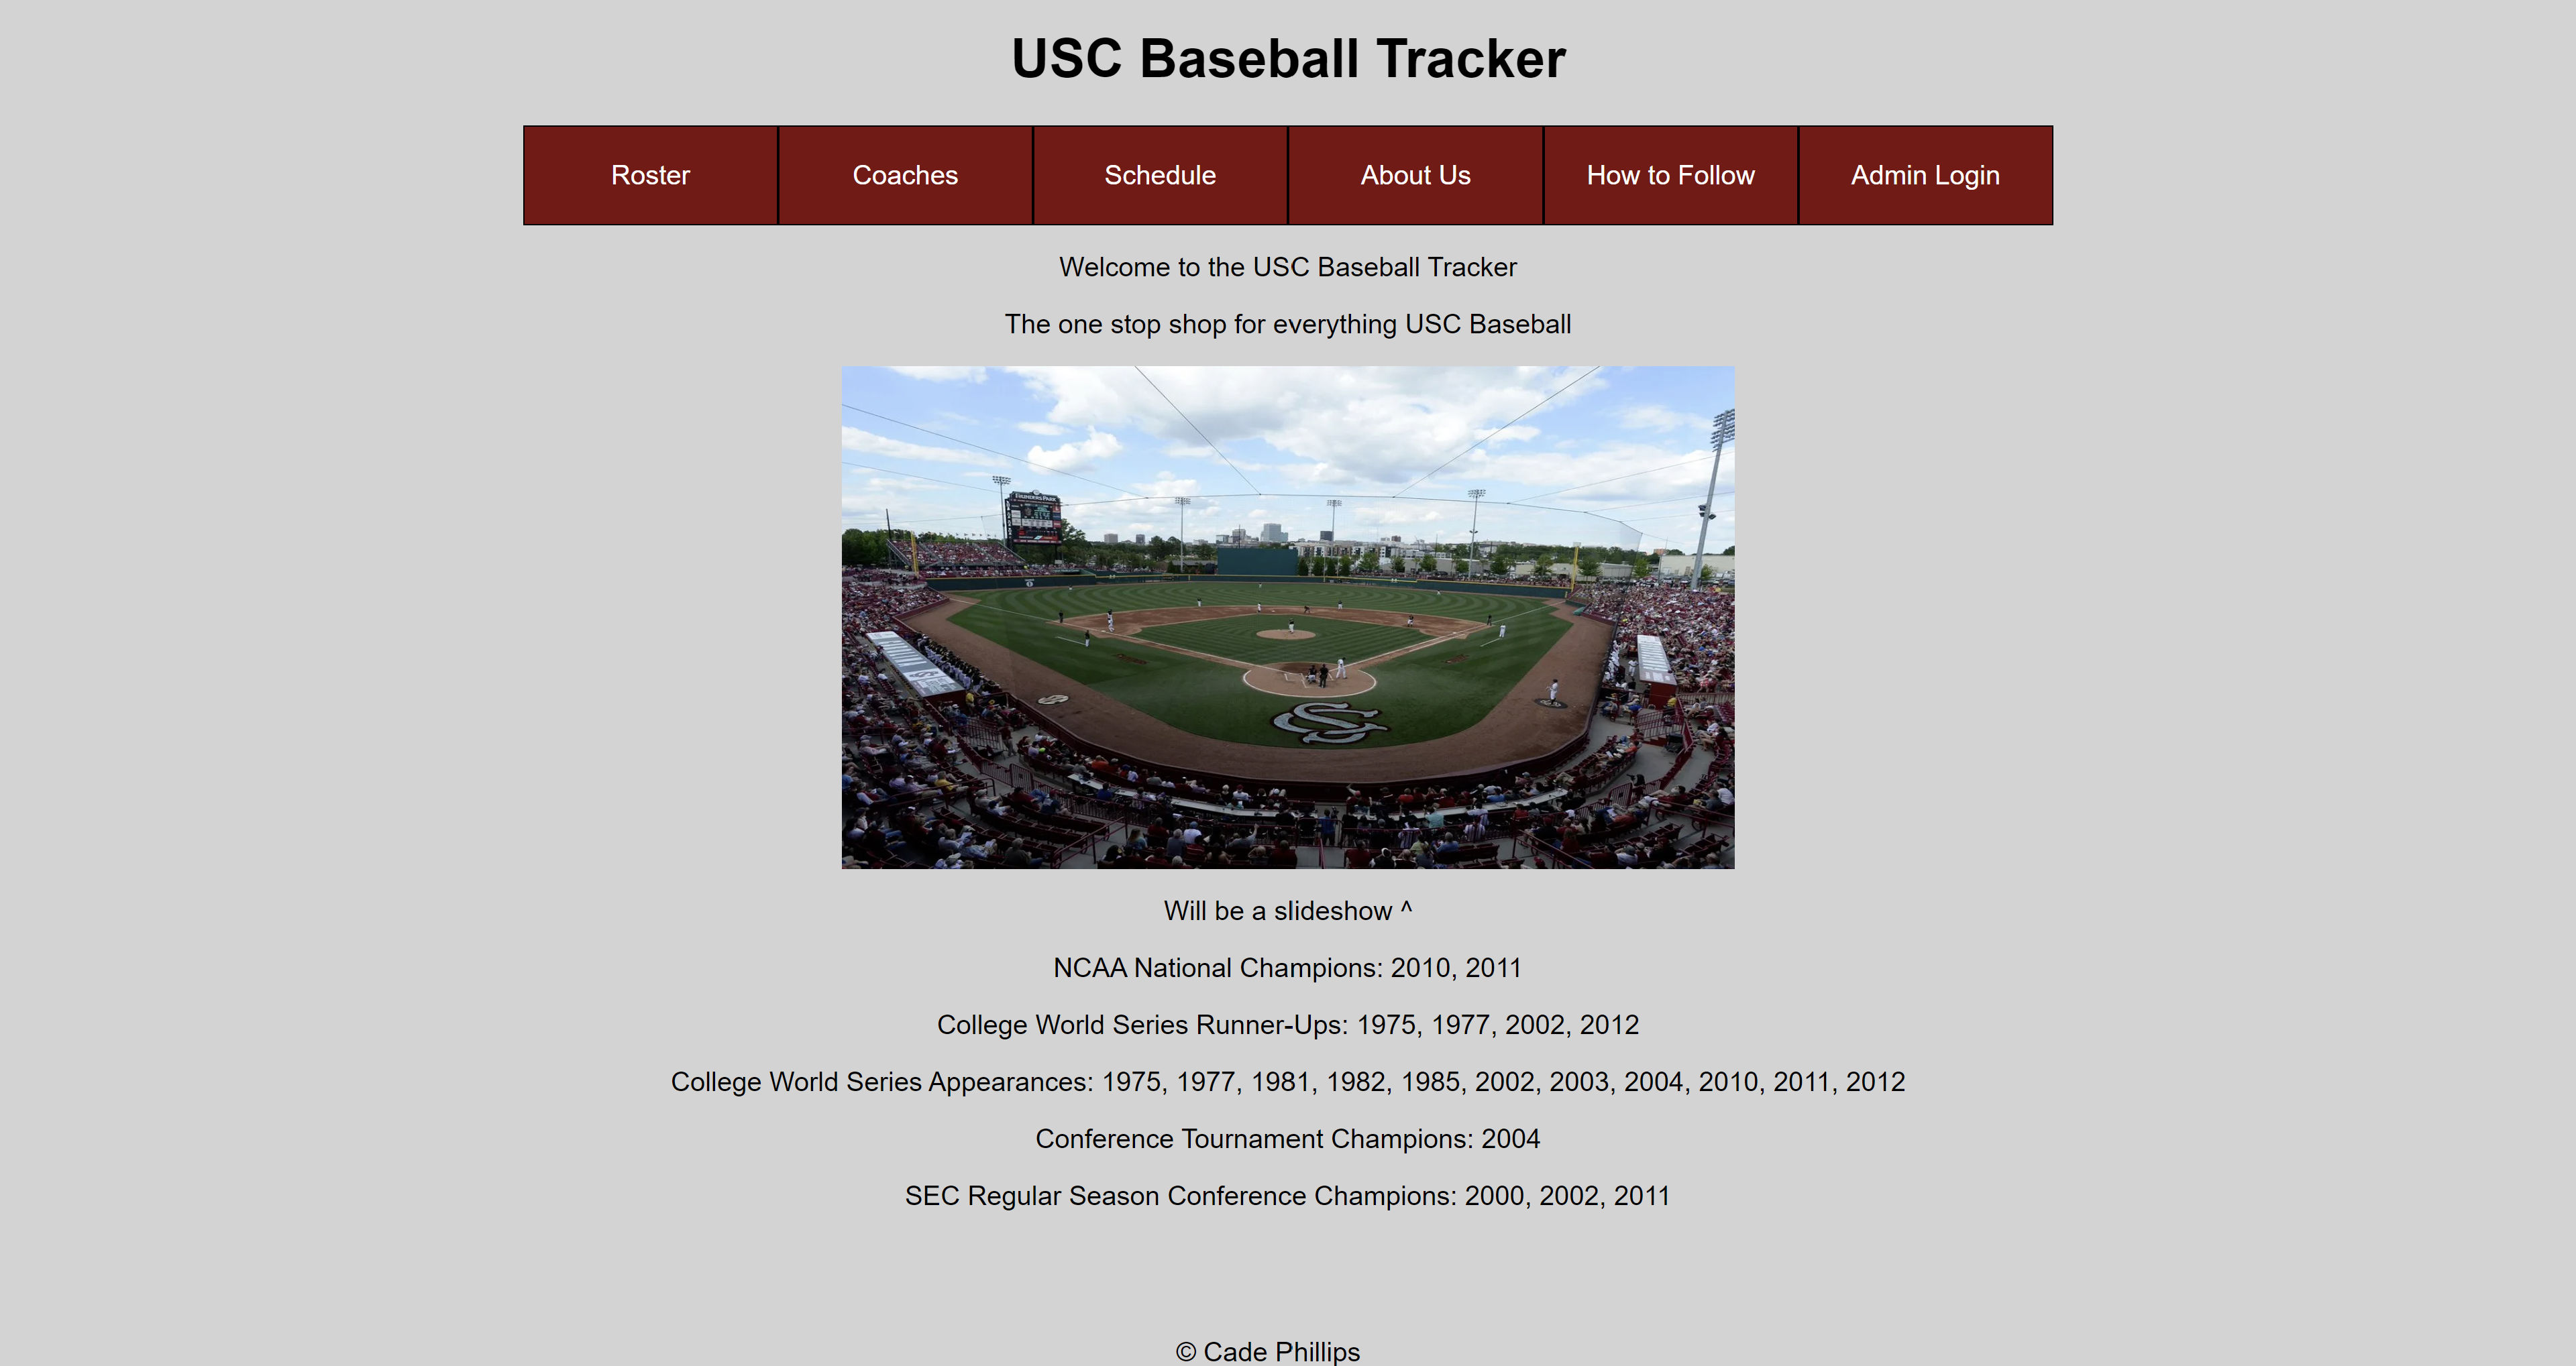 USC Baseball Tracker
Roster
Coaches
Schedule
About Us
How to Follow
Admin Login
Welcome to the USC Baseball Tracker
The one stop shop for everything USC Baseball
FOUNDERS PARK
SC
Will be a slideshow ^
NCAA National Champions: 2010, 2011
College World Series Runner-Ups: 1975, 1977, 2002, 2012
College World Series Appearances: 1975, 1977, 1981, 1982, 1985, 2002, 2003, 2004, 2010, 2011, 2012
Conference Tournament Champions: 2004
SEC Regular Season Conference Champions: 2000, 2002, 2011
© Cade Phillips